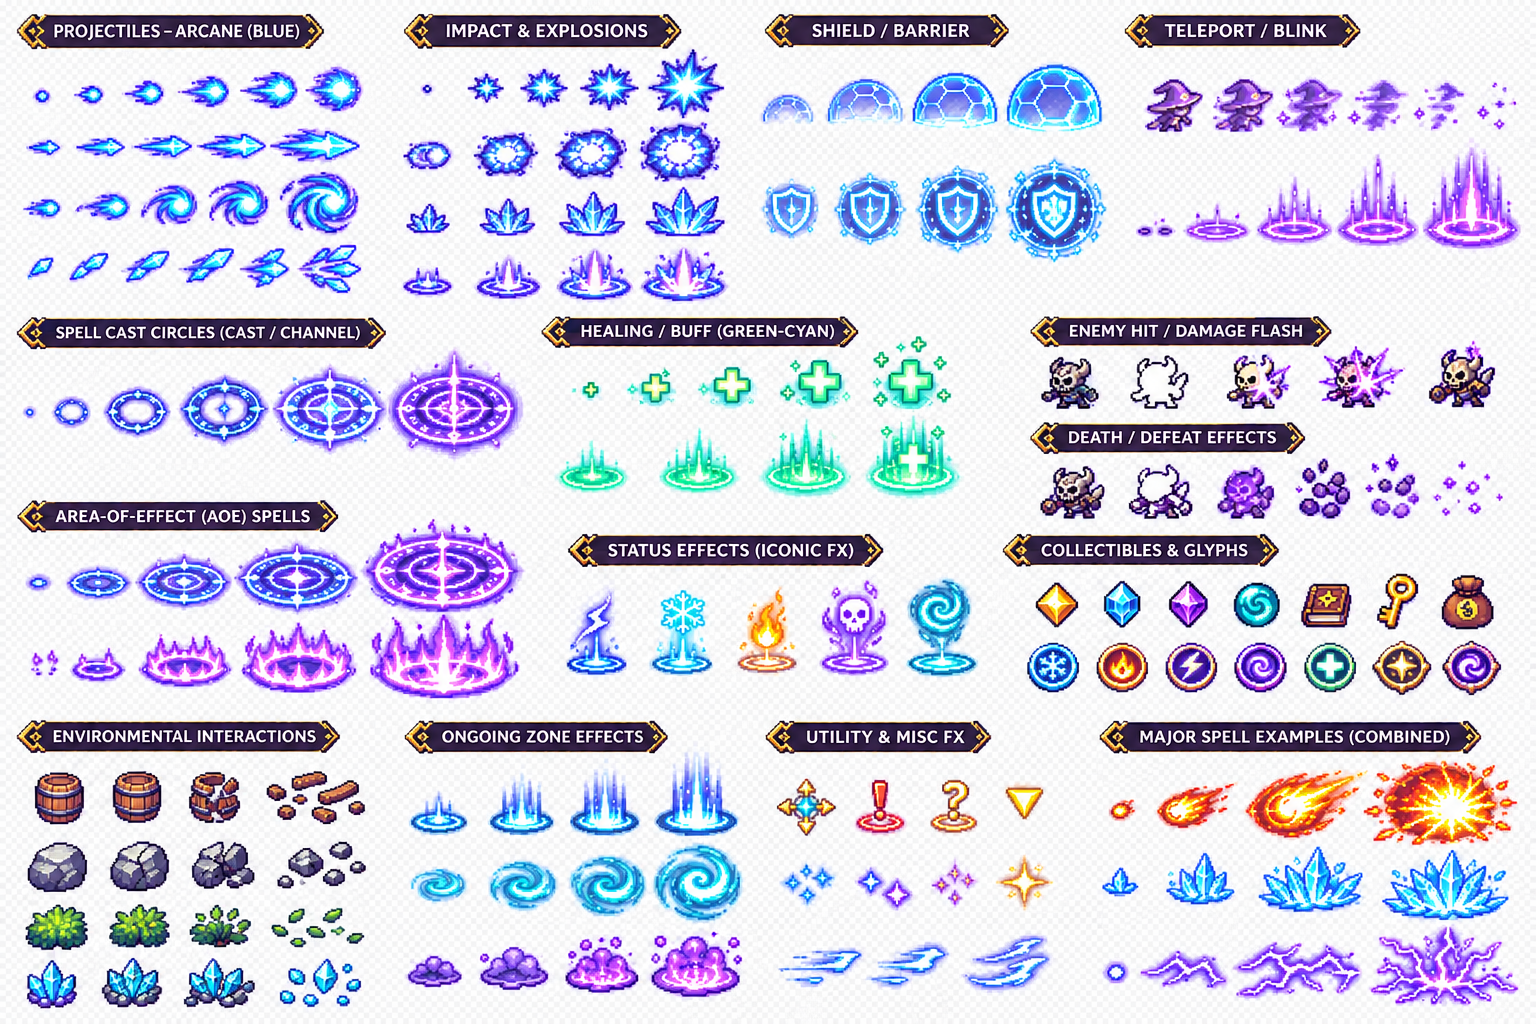 PROJECTILES – ARCANE (BLUE)
IMPACT & EXPLOSIONS
SHIELD / BARRIER
TELEPORT / BLINK
SPELL CAST CIRCLES (CAST / CHANNEL)
HEALING / BUFF (GREEN-CYAN)
ENEMY HIT / DAMAGE FLASH
DEATH / DEFEAT EFFECTS
AREA-OF-EFFECT (AOE) SPELLS
STATUS EFFECTS (ICONIC FX)
COLLECTIBLES & GLYPHS
$
ENVIRONMENTAL INTERACTIONS
ONGOING ZONE EFFECTS
UTILITY & MISC FX
MAJOR SPELL EXAMPLES (COMBINED)
! ?